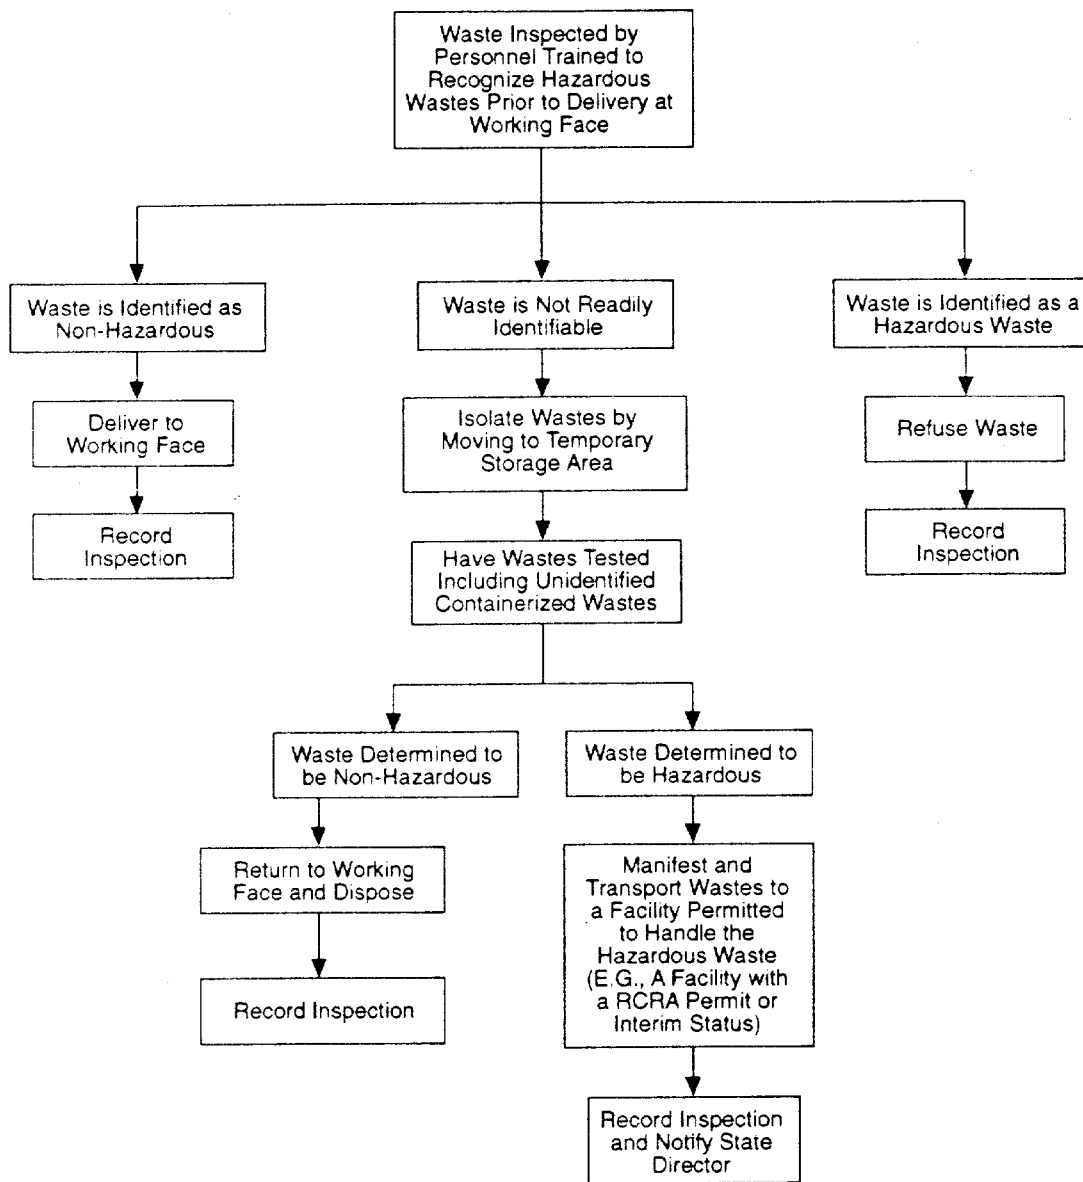 Waste Inspected by
Personnel Trained to
Recognize Hazardous
Wastes Prior to Delivery at
Working Face
Waste is Identified as
Non-Hazardous
Waste is Not Readily
Identifiable
Waste is Identified as a
Hazardous Waste
Deliver to
Working Face
Isolate Wastes by
Moving to Temporary
Storage Area
Refuse Waste
Record
Inspection
Have Wastes Tested
Including Unidentified
Containerized Wastes
Record
Inspection
Waste Determined to
be Non-Hazardous
Waste Determined to
be Hazardous
Return to Working
Face and Dispose
Manifest and
Transport Wastes to
a Facility Permitted
to Handle the
Hazardous Waste
(E.G., A Facility with
a RCRA Permit or
Interim Status)
Record Inspection
Record Inspection
and Notify State
Director